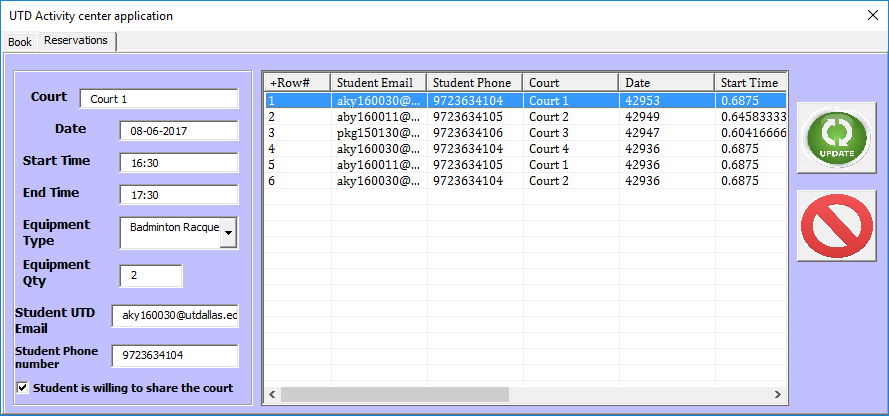 UTD Activity center application
Book Reservations
Court Court 1
Date 08-06-2017
Start Time 16:30
End Time 17:30
Equipment Type Badminton Racque
Equipment Qty 2
Student UTD Email aky160030@utdallas.ed
Student Phone number 9723634104
Student is willing to share the court
+Row# Student Email Student Phone Court Date Start Time
1 aky160030@... 9723634104 Court 1 42953 0.6875
2 aby160011@... 9723634105 Court 2 42949 0.64583333
3 pkg150130@... 9723634106 Court 3 42947 0.60416666
4 aky160030@... 9723634104 Court 4 42936 0.6875
5 aby160011@... 9723634105 Court 1 42936 0.6875
6 aky160030@... 9723634104 Court 2 42936 0.6875
UPDATE